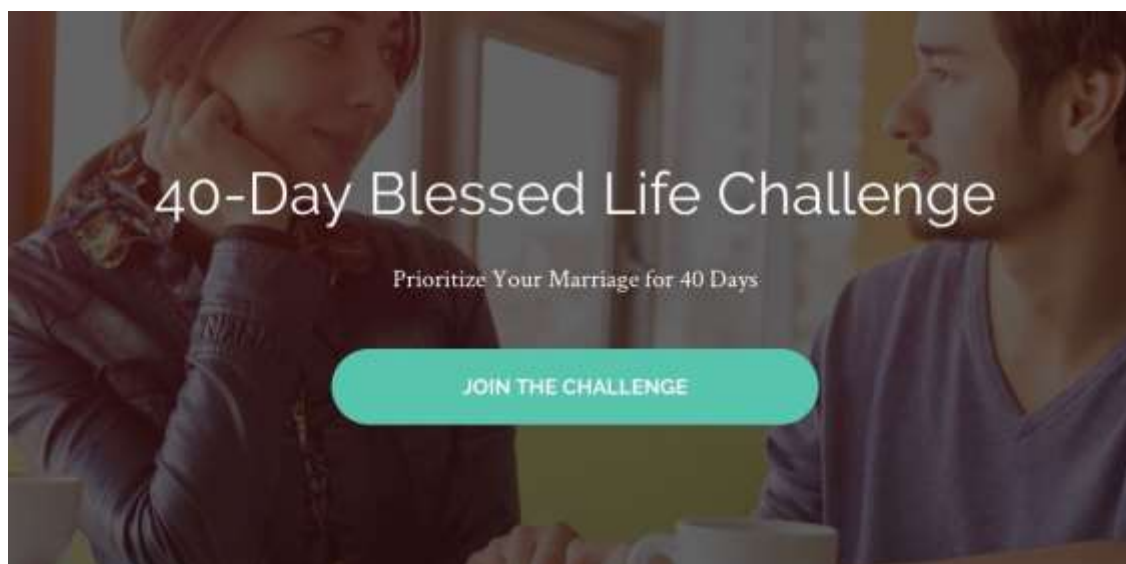 40-Day Blessed Life Challenge
Prioritize Your Marriage for 40 Days
JOIN THE CHALLENGE